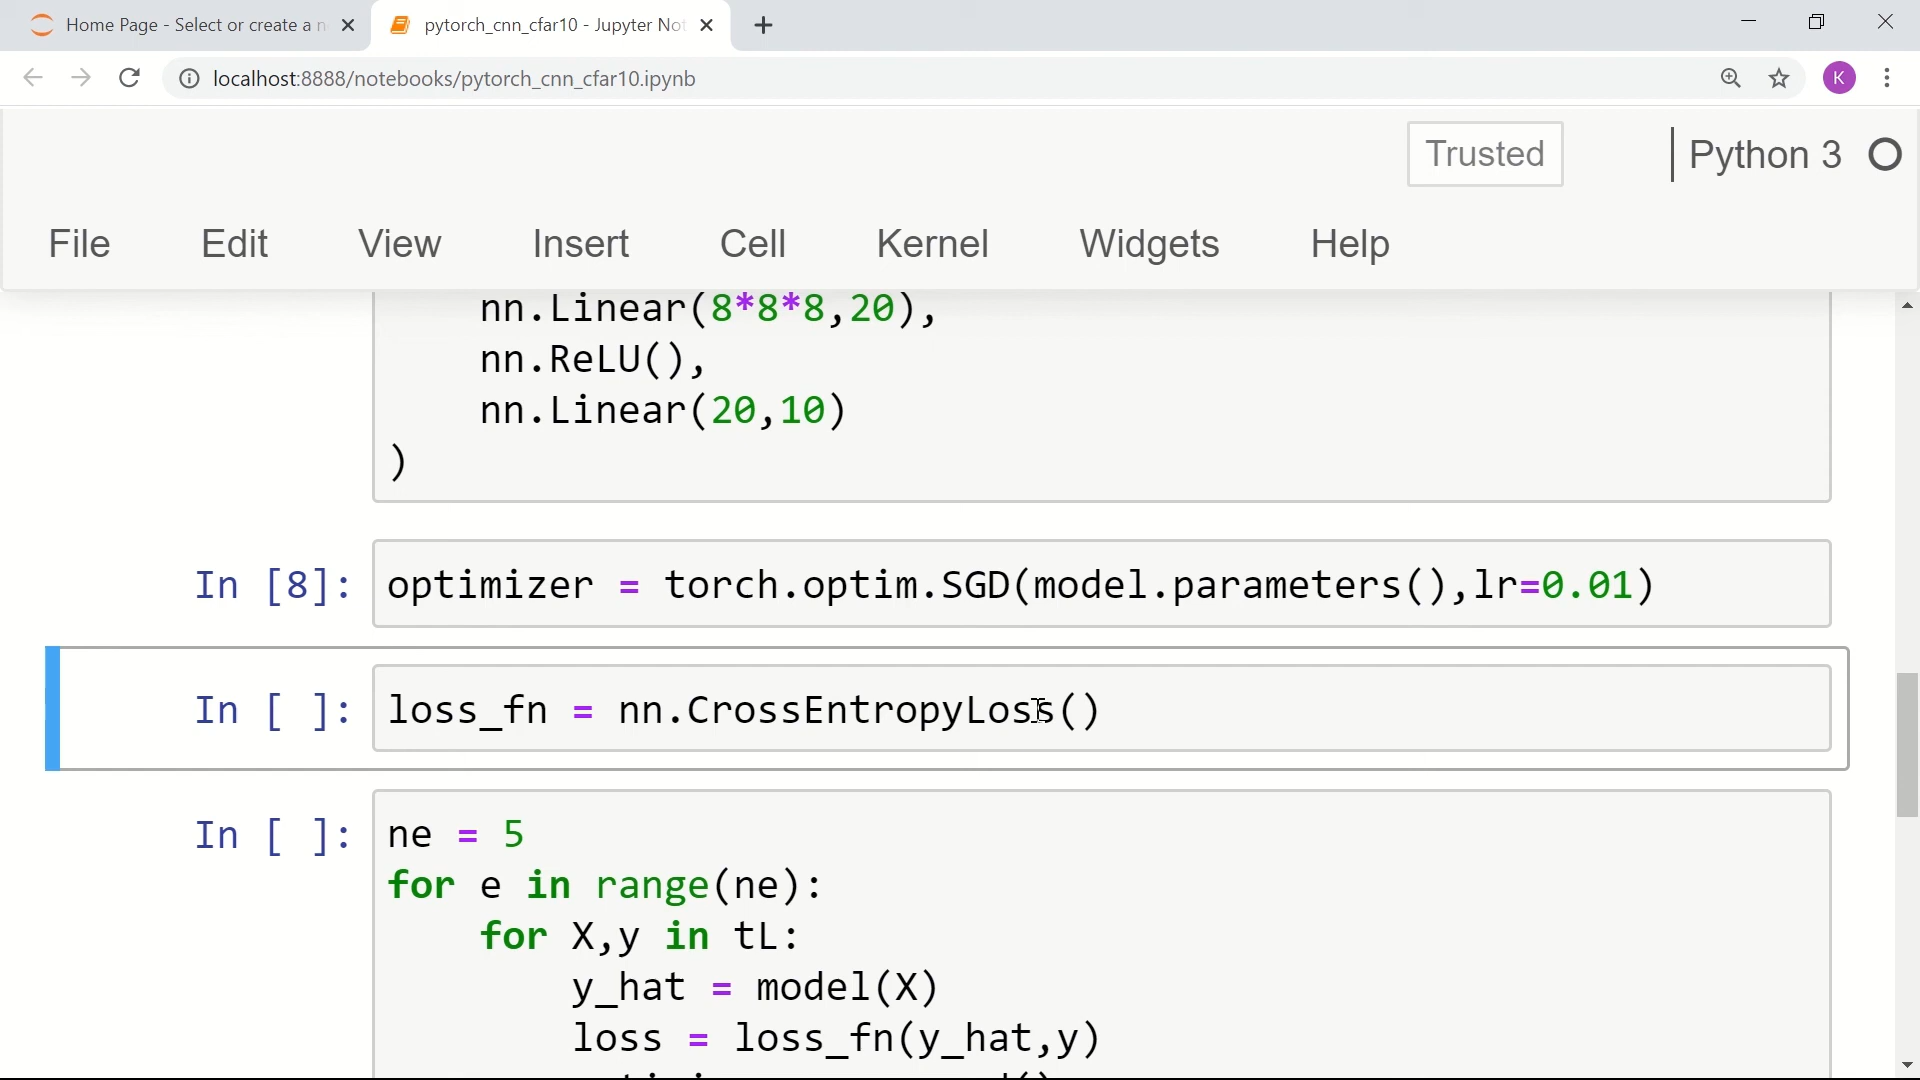 Home Page - Select or create a n
pytorch_cnn_cfar10 - Jupyter Not
localhost:8888/notebooks/pytorch_cnn_cfar10.ipynb
K
Trusted
Python 3
File Edit View Insert Cell Kernel Widgets Help
nn.Linear(8*8*8,20),
nn.ReLU(),
nn.Linear(20,10)
)
In [8]: optimizer = torch.optim.SGD(model.parameters(),lr=0.01)
In [ ]: loss_fn = nn.CrossEntropyLoss()
In [ ]: ne = 5
for e in range(ne):
for X,y in tL:
y_hat = model(X)
loss = loss_fn(y_hat,y)